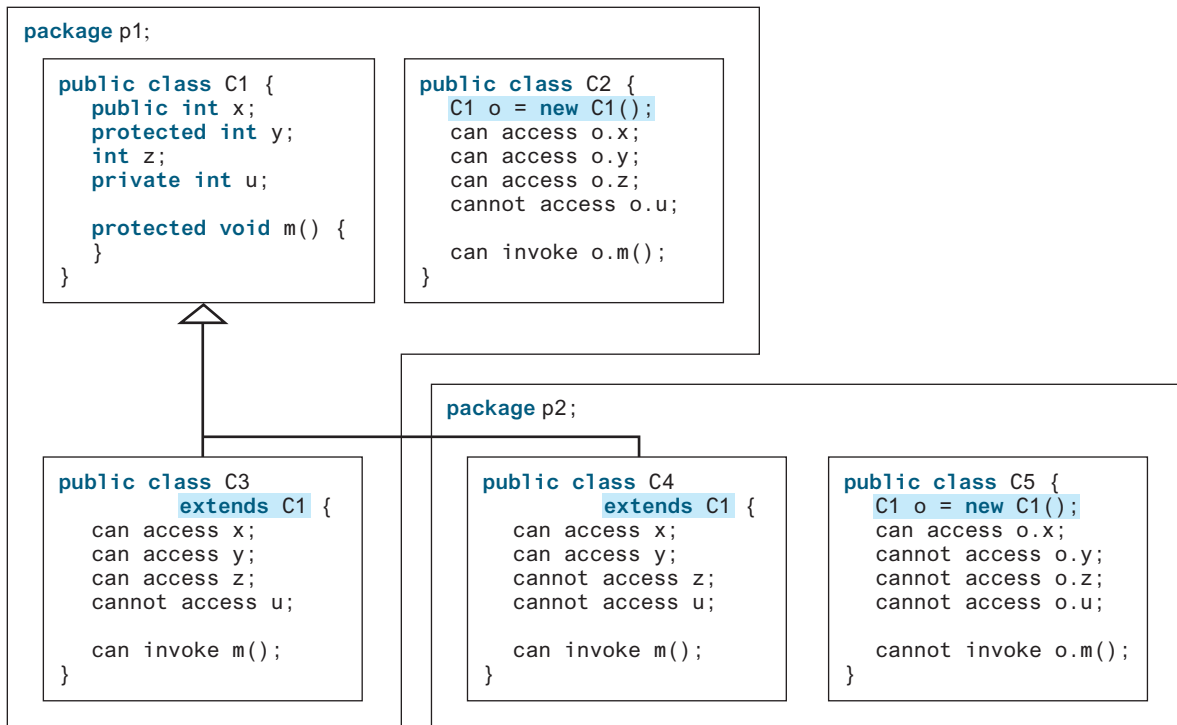 package p1;
public class C1 {
public int x;
protected int y;
int z;
private int u;
protected void m() {
}
}
public class C2 {
C1 o = new C1();
can access o.x;
can access o.y;
can access o.z;
cannot access o.u;
can invoke o.m();
}
public class C3
extends C1 {
can access x;
can access y;
can access z;
cannot access u;
can invoke m();
}
package p2;
public class C4
extends C1 {
can access x;
can access y;
cannot access z;
cannot access u;
can invoke m();
}
public class C5 {
C1 o = new C1();
can access o.x;
cannot access o.y;
cannot access o.z;
cannot access o.u;
cannot invoke o.m();
}